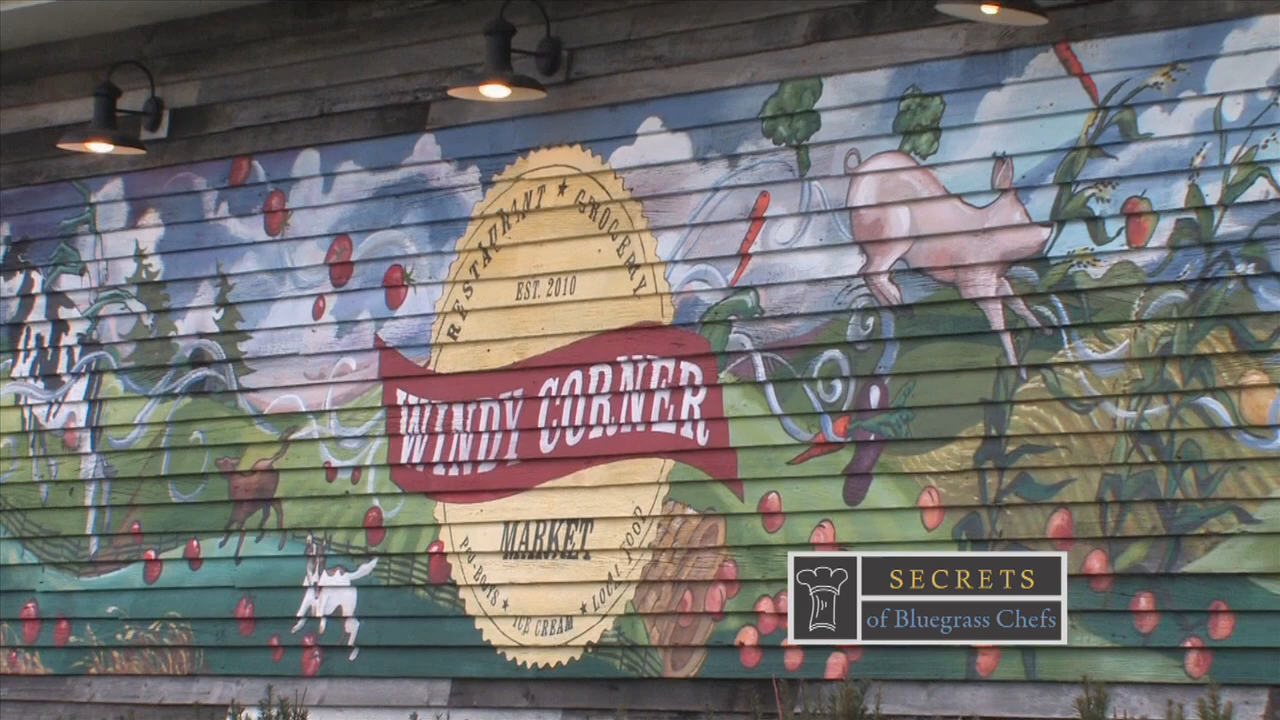 RESTAURANT ★ GROCERY
EST. 2010
WINDY CORNER
MARKET
PO-BOYS ★ ICE CREAM ★ LOCAL FOOD
SECRETS
of Bluegrass Chefs